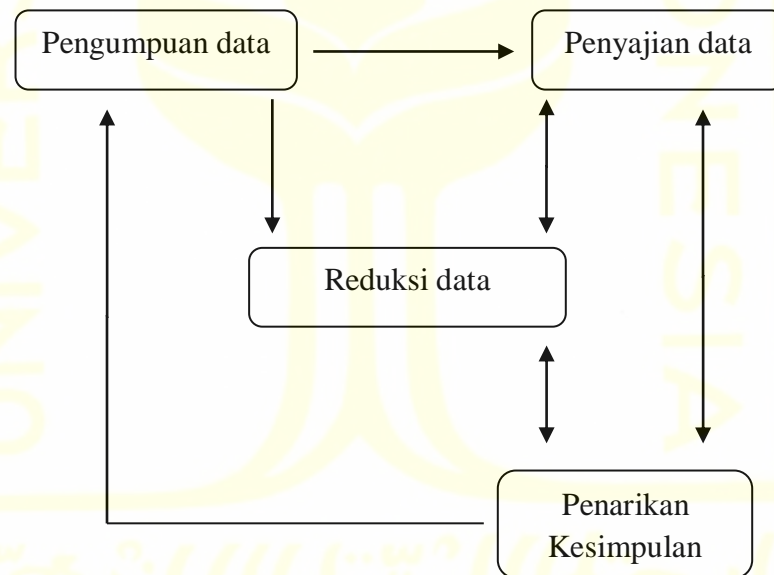 Pengumpuan data
Penyajian data
Reduksi data
Penarikan
Kesimpulan